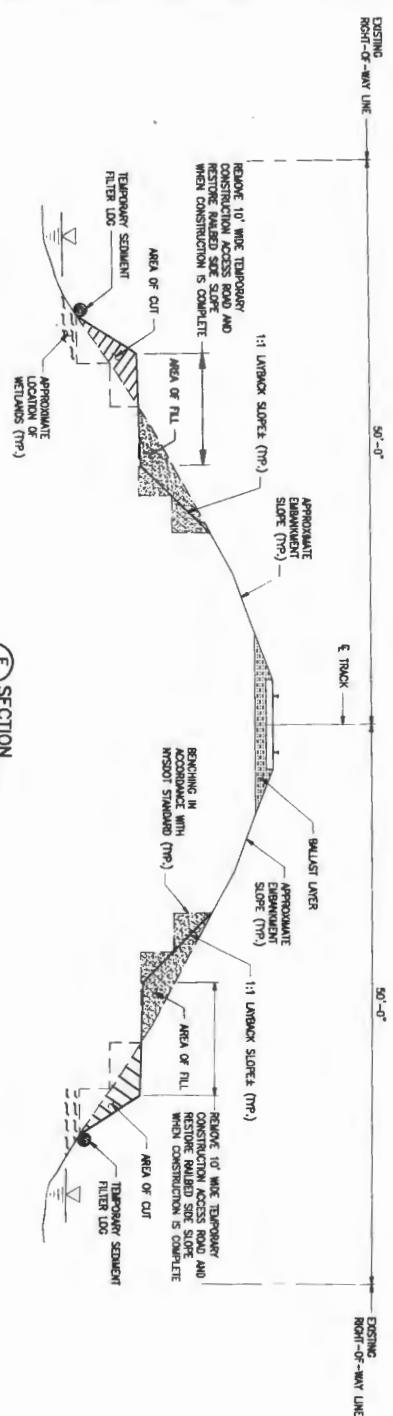 EXISTING
RIGHT-OF-WAY LINE
50'-0"
50'-0"
EXISTING
RIGHT-OF-WAY LINE
℄ TRACK
REMOVE 10' WIDE TEMPORARY
CONSTRUCTION ACCESS ROAD AND
RESTORE RAILBED SIDE SLOPE
WHEN CONSTRUCTION IS COMPLETE
1:1 LAYBACK SLOPE± (TYP.)
APPROXIMATE
EMBANKMENT
SLOPE (TYP.)
BALLAST LAYER
APPROXIMATE
EMBANKMENT
SLOPE (TYP.)
1:1 LAYBACK SLOPE± (TYP.)
AREA OF CUT
AREA OF FILL
TEMPORARY SEDIMENT
FILTER LOG
APPROXIMATE
LOCATION OF
WETLANDS (TYP.)
BENCHING IN
ACCORDANCE WITH
NYSDOT STANDARD (TYP.)
AREA OF FILL
REMOVE 10' WIDE TEMPORARY
CONSTRUCTION ACCESS ROAD AND
RESTORE RAILBED SIDE SLOPE
WHEN CONSTRUCTION IS COMPLETE
AREA OF CUT
TEMPORARY SEDIMENT
FILTER LOG
SECTION